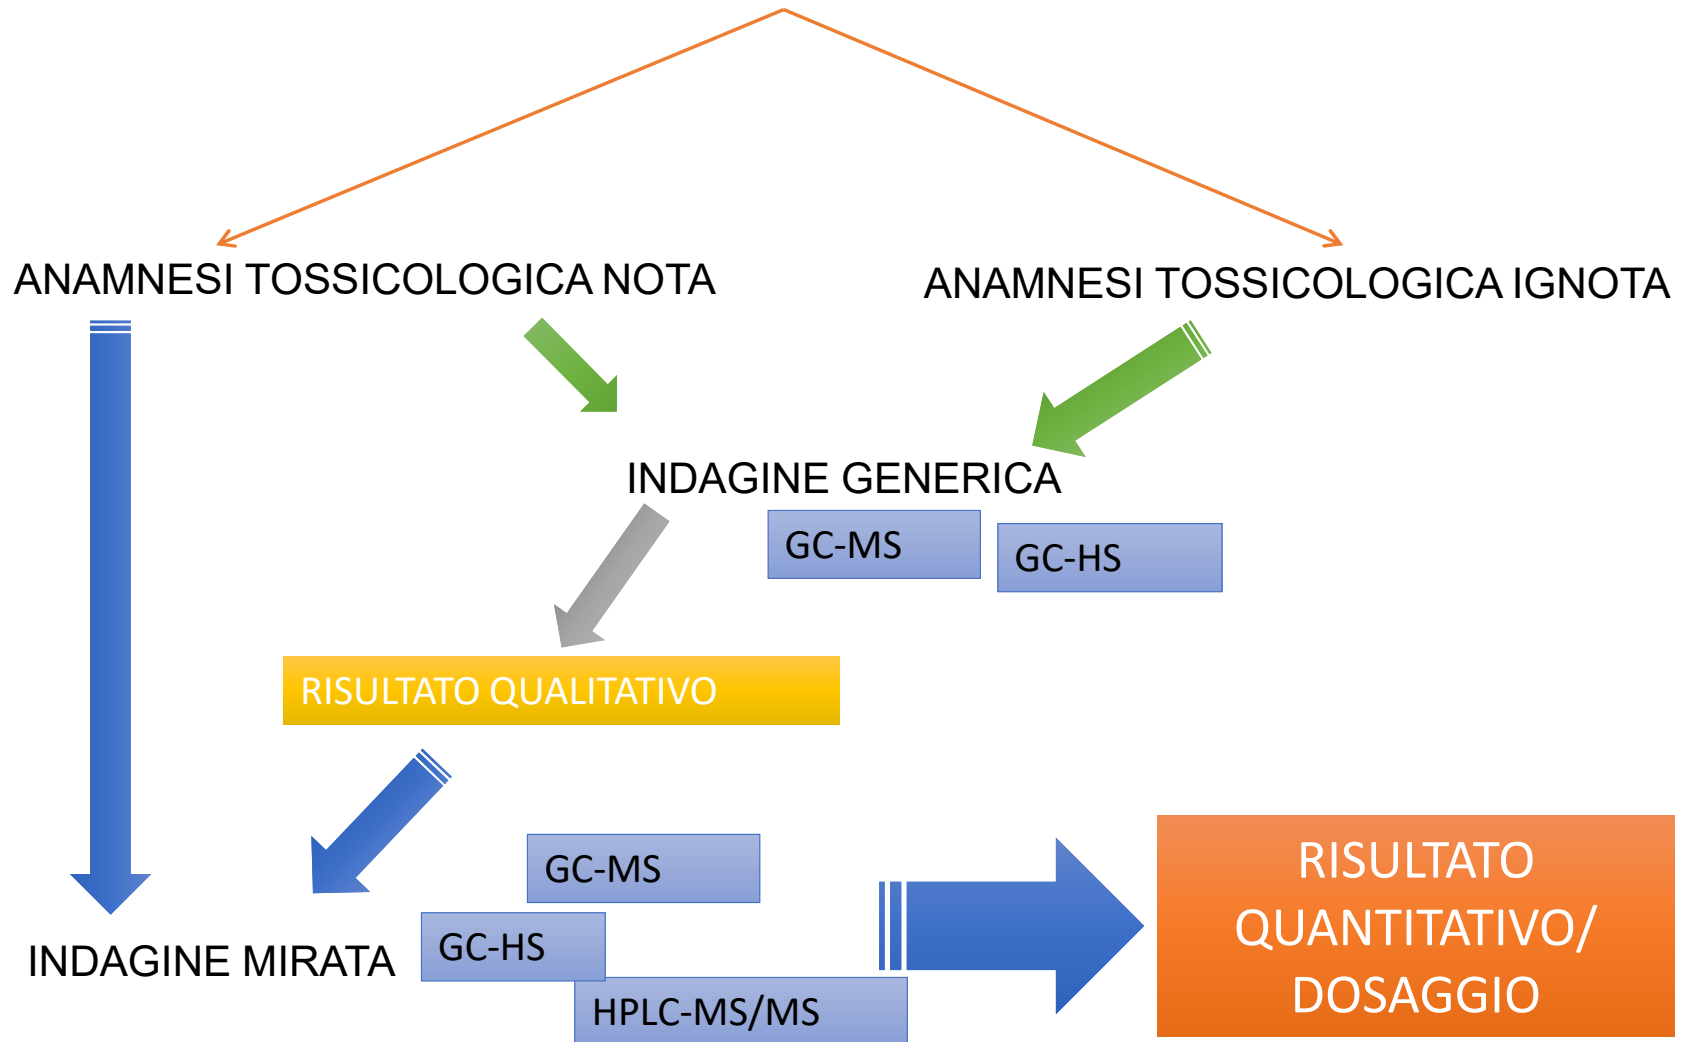 ANAMNESI TOSSICOLOGICA NOTA
ANAMNESI TOSSICOLOGICA IGNOTA
INDAGINE GENERICA
GC-MS
GC-HS
RISULTATO QUALITATIVO
GC-MS
GC-HS
INDAGINE MIRATA
HPLC-MS/MS
RISULTATO
QUANTITATIVO/
DOSAGGIO